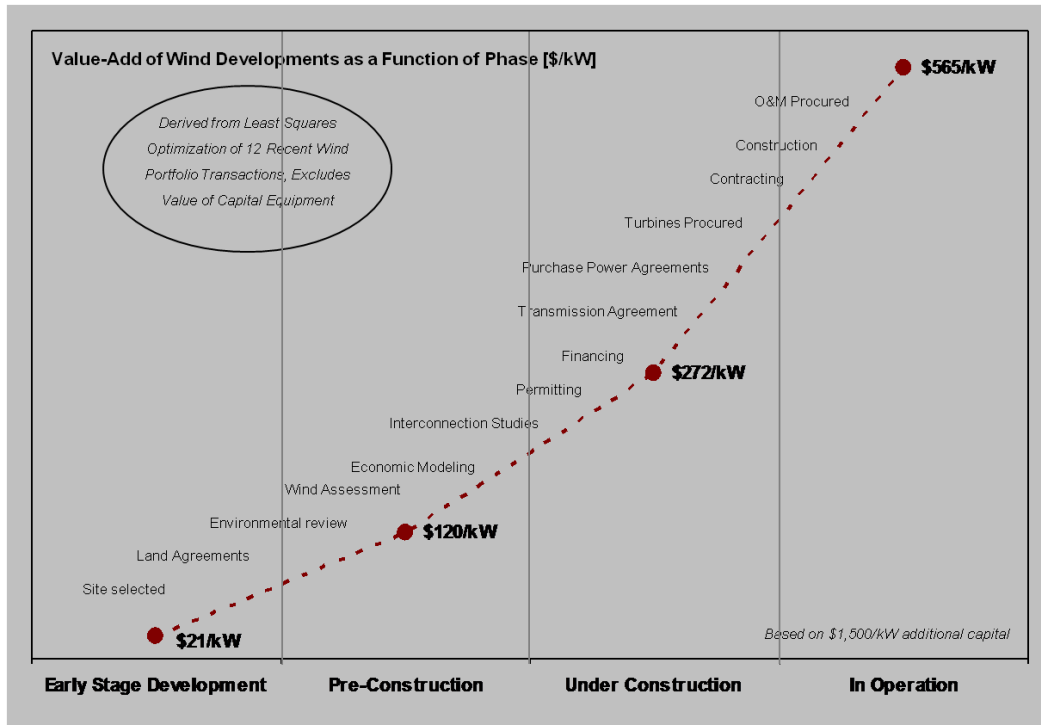 Value-Add of Wind Developments as a Function of Phase [$/kW]
Derived from Least Squares
Optimization of 12 Recent Wind
Portfolio Transactions, Excludes
Value of Capital Equipment
$565/kW
O&M Procured
Construction
Contracting
Turbines Procured
Purchase Power Agreements
Transmission Agreement
Financing
$272/kW
Permitting
Interconnection Studies
Economic Modeling
Wind Assessment
Environmental review
$120/kW
Land Agreements
Site selected
$21/kW
Based on $1,500/kW additional capital
Early Stage Development
Pre-Construction
Under Construction
In Operation